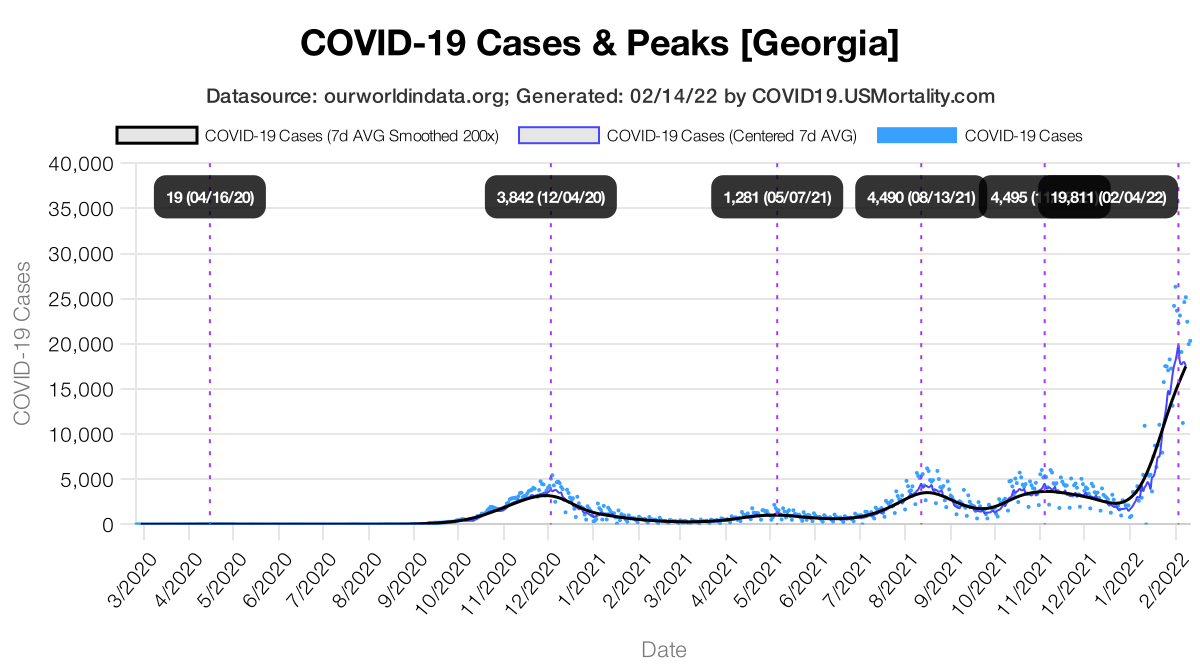 COVID-19 Cases & Peaks [Georgia]
Datasource: ourworldindata.org; Generated: 02/14/22 by COVID19.USMortality.com
COVID-19 Cases (7d AVG Smoothed 200x) COVID-19 Cases (Centered 7d AVG) COVID-19 Cases
40,000
19 (04/16/20) 3,842 (12/04/20) 1,281 (05/07/21) 4,490 (08/13/21) 4,495 19,811 (02/04/22)
35,000
30,000
25,000
20,000
15,000
10,000
5,000
0
COVID-19 Cases
3/2020 4/2020 5/2020 6/2020 7/2020 8/2020 9/2020 10/2020 11/2020 12/2020 1/2021 2/2021 3/2021 4/2021 5/2021 6/2021 7/2021 8/2021 9/2021 10/2021 11/2021 12/2021 1/2022 2/2022
Date